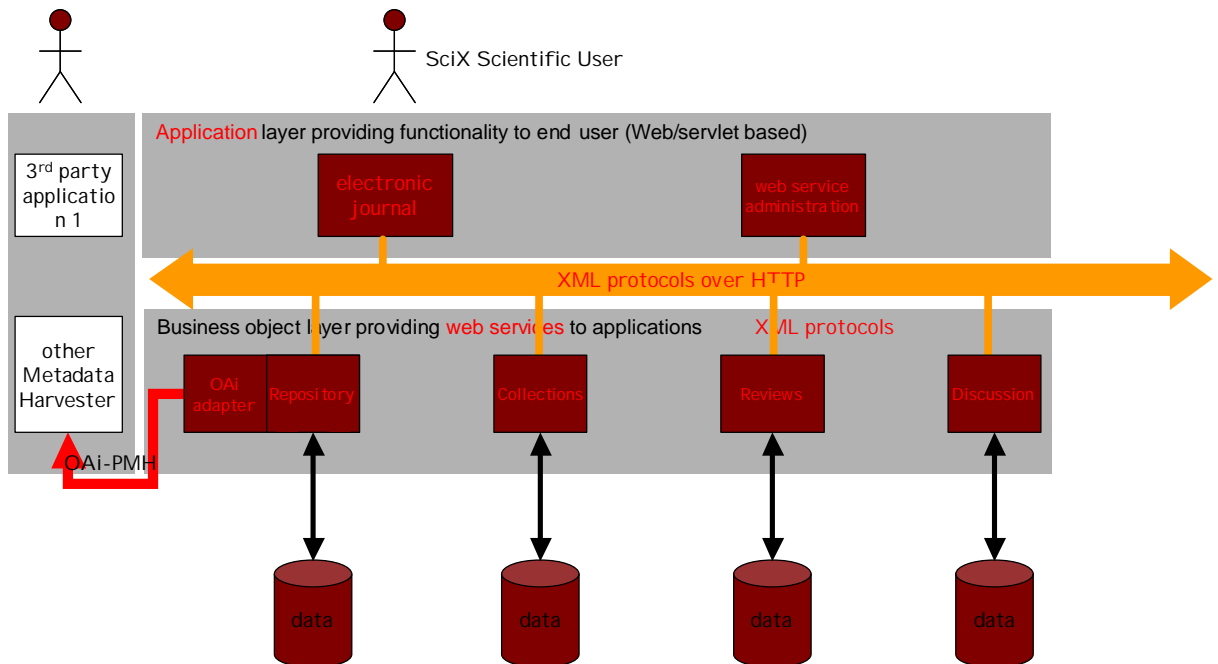 SciX Scientific User
Application layer providing functionality to end user (Web/servlet based)
3rd party
applicatio
n 1
electronic
journal
web service
administration
XML protocols over HTTP
Business object layer providing web services to applications
XML protocols
other
Metadata
Harvester
OAi
adapter
Repository
Collections
Reviews
Discussion
OAi-PMH
data
data
data
data